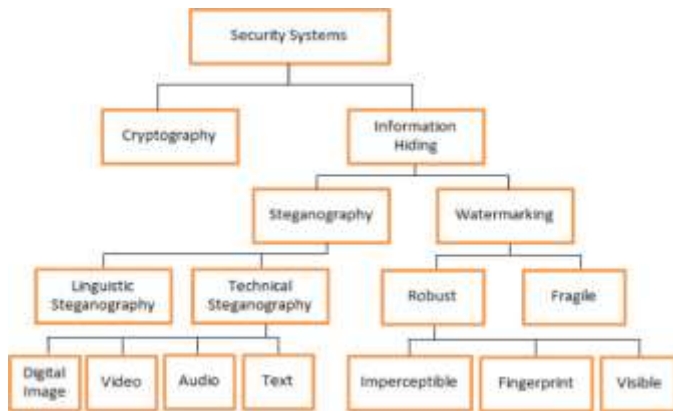 Security Systems
Cryptography
Information
Hiding
Steganography
Watermarking
Linguistic
Steganography
Technical
Steganography
Robust
Fragile
Digital
Image
Video
Audio
Text
Imperceptible
Fingerprint
Visible